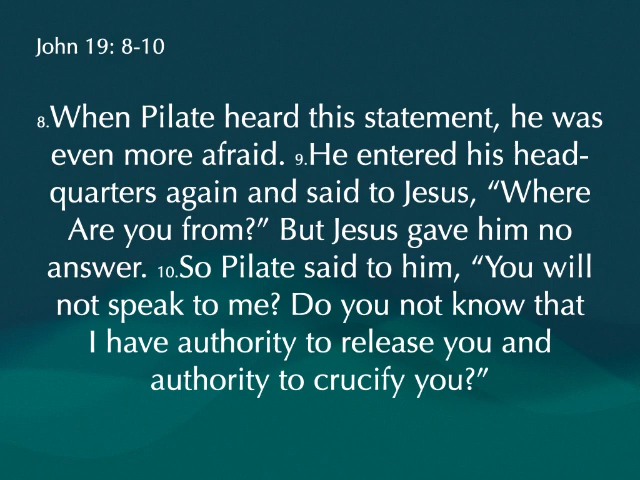 John 19: 8-10
8.When Pilate heard this statement, he was
even more afraid. 9.He entered his head-
quarters again and said to Jesus, “Where
Are you from?” But Jesus gave him no
answer. 10.So Pilate said to him, “You will
not speak to me? Do you not know that
I have authority to release you and
authority to crucify you?”